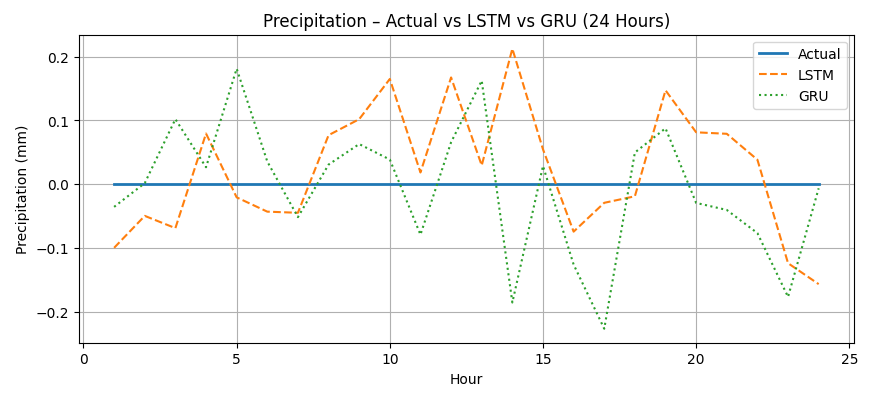 Precipitation – Actual vs LSTM vs GRU (24 Hours)
Actual
LSTM
GRU
Precipitation (mm)
0.2
0.1
0.0
−0.1
−0.2
0
5
10
15
20
25
Hour